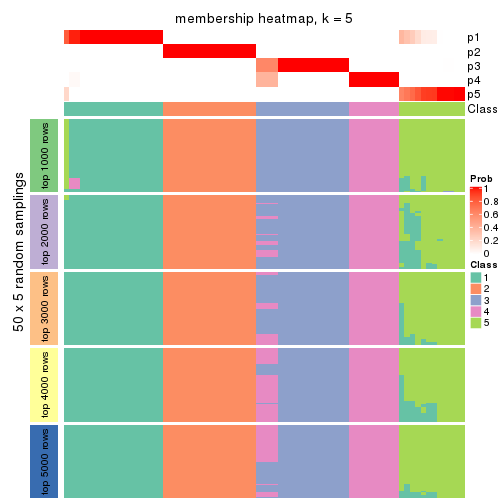 membership heatmap, k = 5
p1
p2
p3
p4
p5
Class
50 x 5 random samplings
top 1000 rows
top 2000 rows
top 3000 rows
top 4000 rows
top 5000 rows
Prob
1
0.8
0.6
0.4
0.2
0
Class
1
2
3
4
5